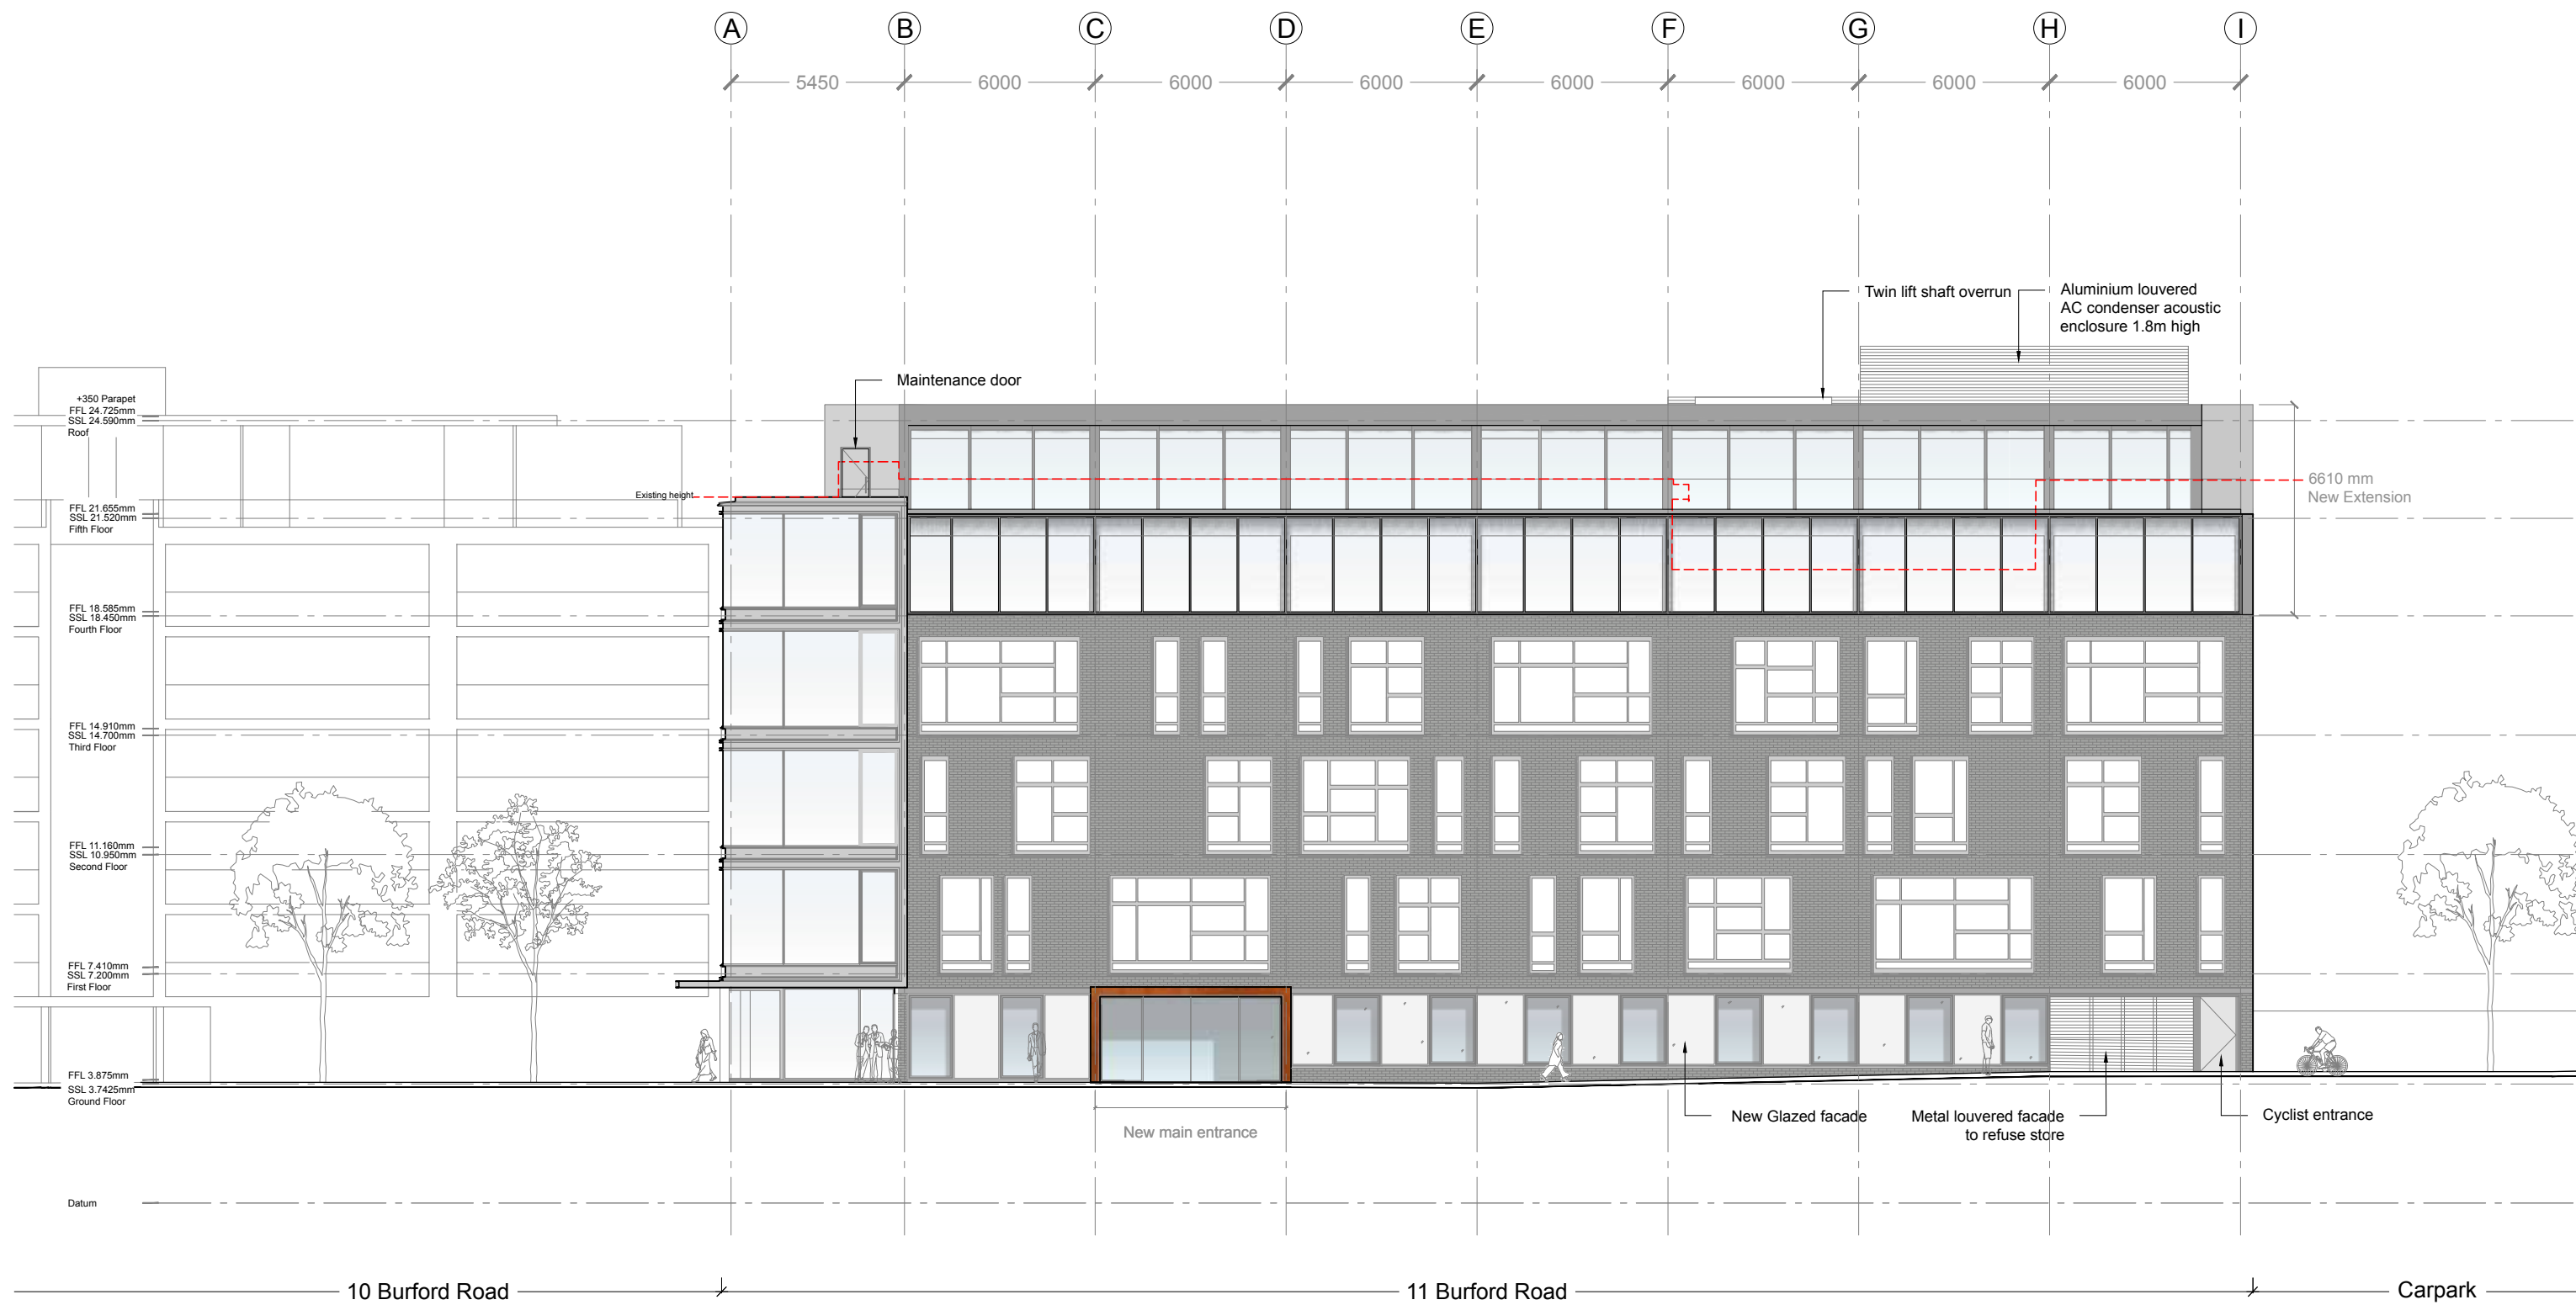 A B C D E F G H I
5450 6000 6000 6000 6000 6000 6000 6000
Twin lift shaft overrun
Aluminium louvered
AC condenser acoustic
enclosure 1.8m high
Maintenance door
+350 Parapet
FFL 24.725mm
SSL 24.590mm
Roof
Existing height
6610 mm
New Extension
FFL 21.655mm
SSL 21.520mm
Fifth Floor
FFL 18.585mm
SSL 18.450mm
Fourth Floor
FFL 14.910mm
SSL 14.700mm
Third Floor
FFL 11.160mm
SSL 10.950mm
Second Floor
FFL 7.410mm
SSL 7.200mm
First Floor
FFL 3.875mm
SSL 3.7425mm
Ground Floor
New main entrance
New Glazed facade
Metal louvered facade
to refuse store
Cyclist entrance
Datum
10 Burford Road
11 Burford Road
Carpark